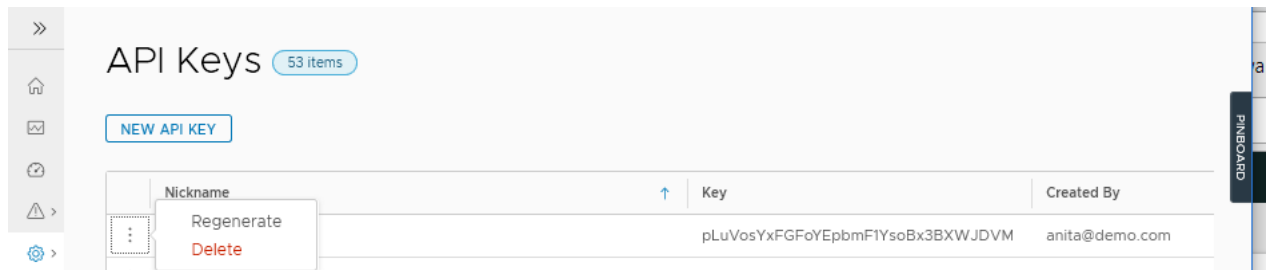 API Keys 53 items
NEW API KEY
PINBOARD
Nickname Key Created By
Regenerate
pLuVosYxFGFoYEpbmF1YsoBx3BXWJDVM anita@demo.com
Delete